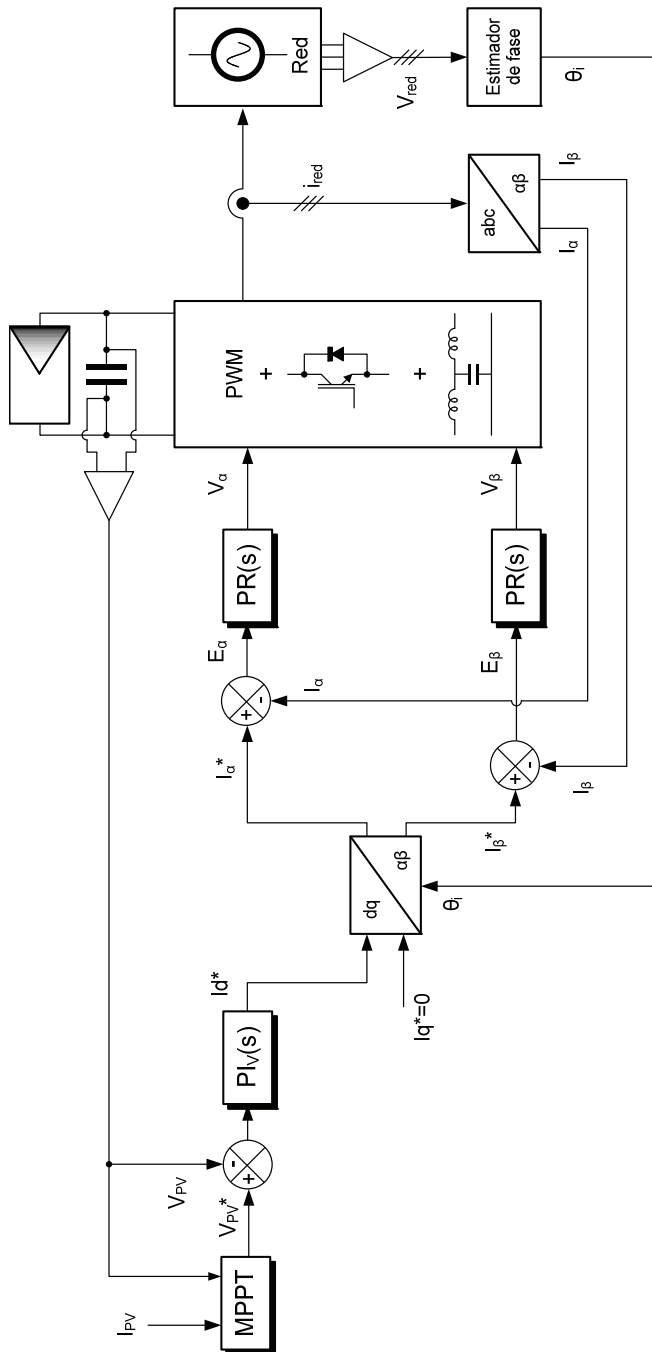 I_PV
MPPT
V_PV*
V_PV
+
-
PI_V(s)
Id*
Iq*=0
dq
αβ
θ_i
I_α*
I_β*
+
-
+
-
I_α
I_β
E_α
E_β
PR(s)
PR(s)
V_α
V_β
PWM
+
+
i_red
abc
αβ
I_α
I_β
Red
V_red
Estimador
de fase
θ_i